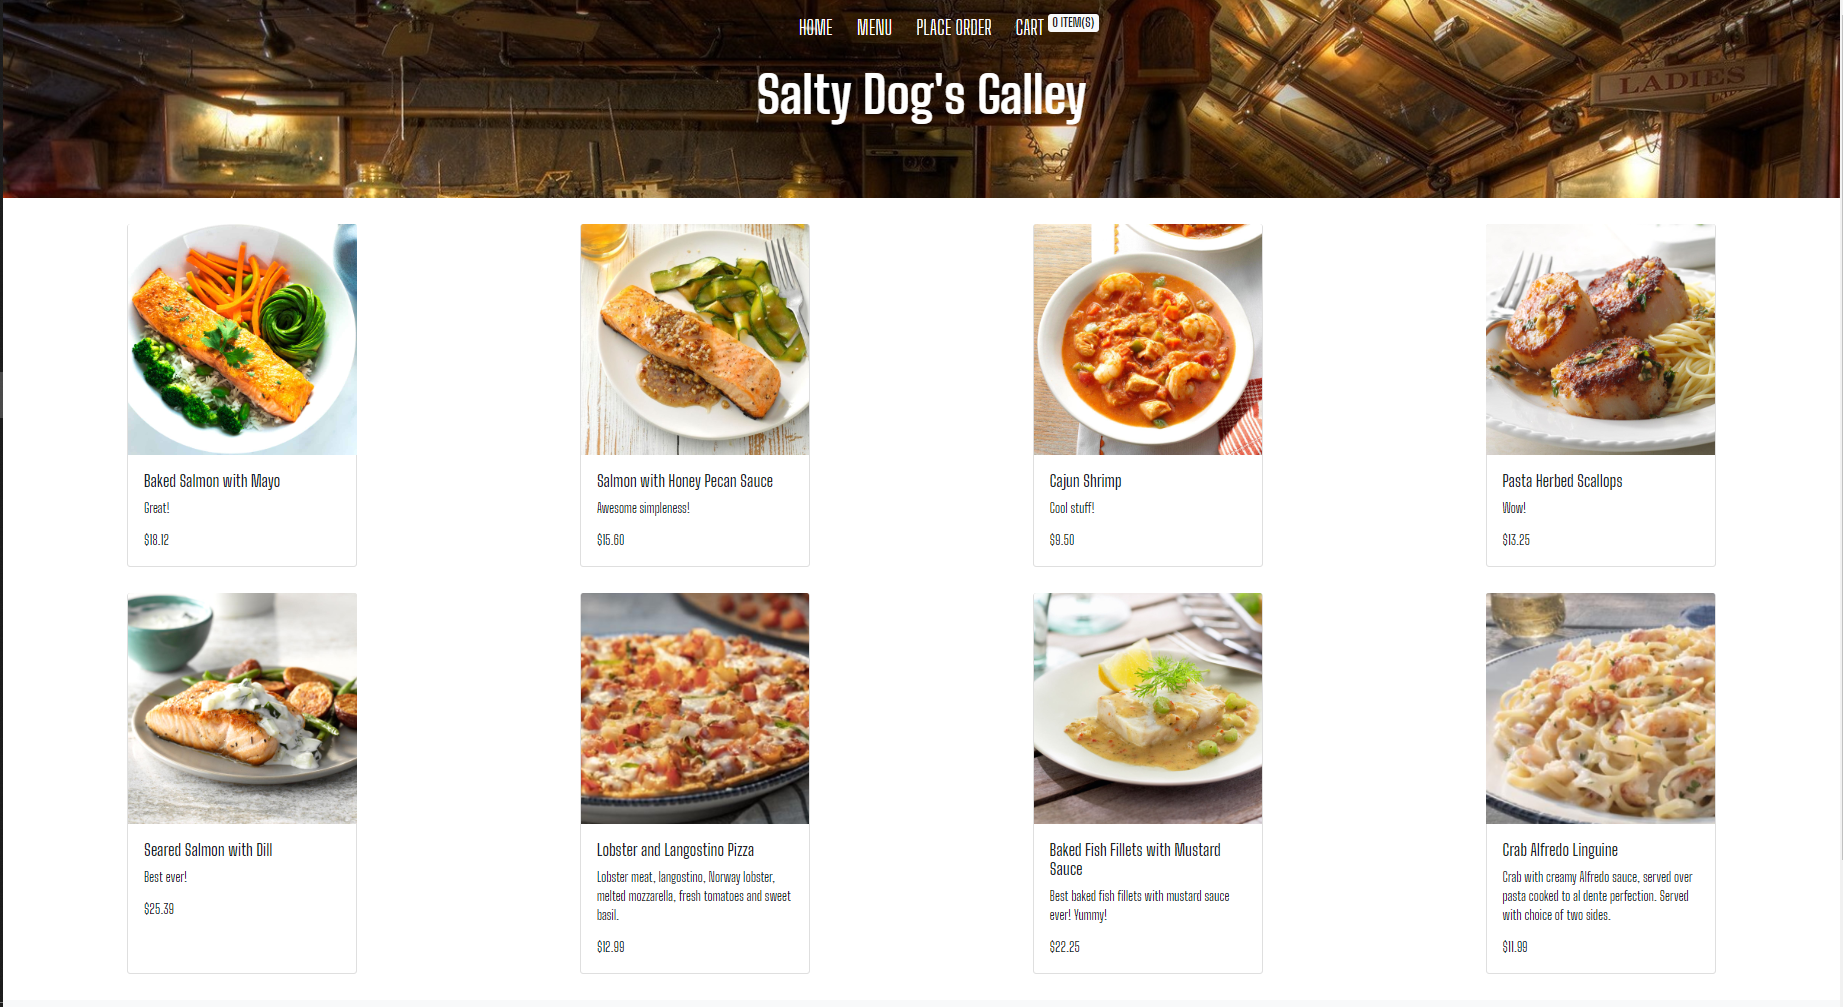 HOME MENU PLACE ORDER CART 0 ITEM(S)
Salty Dog's Galley
LADIES
Baked Salmon with Mayo
Great!
$18.12
Salmon with Honey Pecan Sauce
Awesome simpleness!
$15.60
Cajun Shrimp
Cool stuff!
$9.50
Pasta Herbed Scallops
Wow!
$13.25
Seared Salmon with Dill
Best ever!
$25.39
Lobster and Langostino Pizza
Lobster meat, langostino, Norway lobster,
melted mozzarella, fresh tomatoes and sweet
basil.
$12.99
Baked Fish Fillets with Mustard
Sauce
Best baked fish fillets with mustard sauce
ever! Yummy!
$22.25
Crab Alfredo Linguine
Crab with creamy Alfredo sauce, served over
pasta cooked to al dente perfection. Served
with choice of two sides.
$11.99